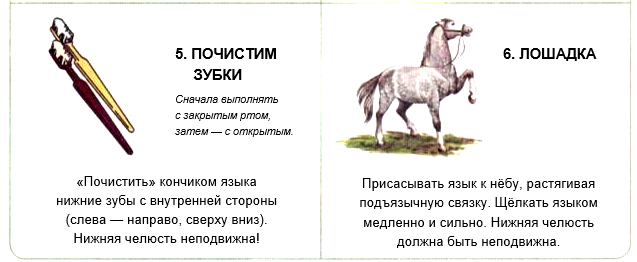 5. ПОЧИСТИМ
ЗУБКИ
Сначала выполнять
с закрытым ртом,
затем — с открытым.
«Почистить» кончиком языка
нижние зубы с внутренней стороны
(слева — направо, сверху вниз).
Нижняя челюсть неподвижна!
6. ЛОШАДКА
Присасывать язык к нёбу, растягивая
подъязычную связку. Щёлкать языком
медленно и сильно. Нижняя челюсть
должна быть неподвижна.